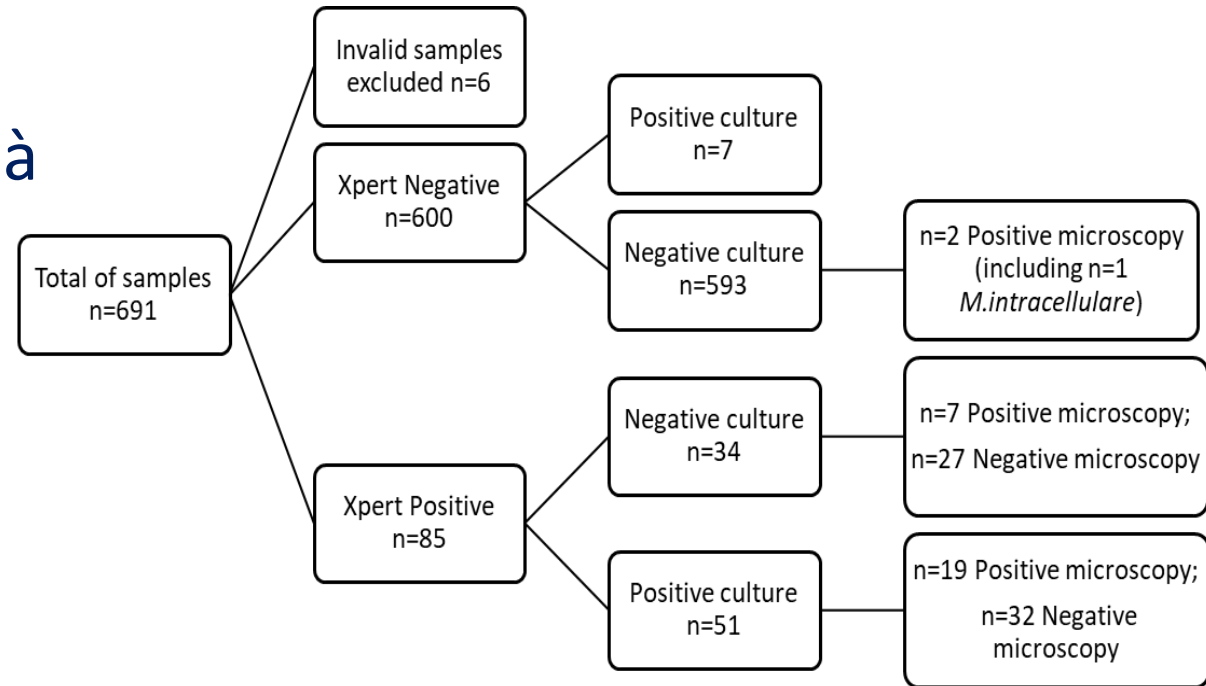 à
Total of samples
n=691
Invalid samples
excluded n=6
Xpert Negative
n=600
Xpert Positive
n=85
Positive culture
n=7
Negative culture
n=593
Negative culture
n=34
Positive culture
n=51
n=2 Positive microscopy
(including n=1
M.intracellulare)
n=7 Positive microscopy;
n=27 Negative microscopy
n=19 Positive microscopy;
n=32 Negative
microscopy